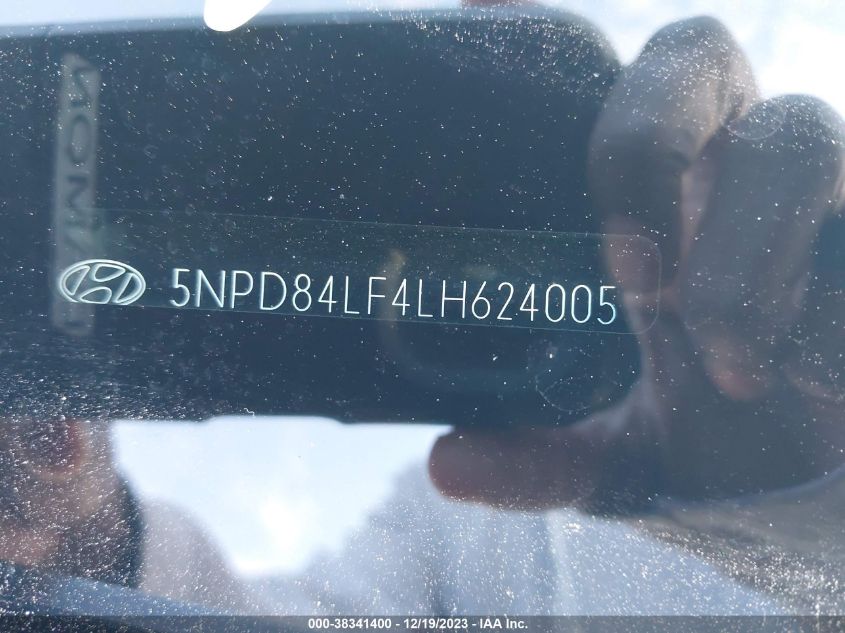 5NPD84LF4LH624005
000-38341400 - 12/19/2023 - IAA Inc.